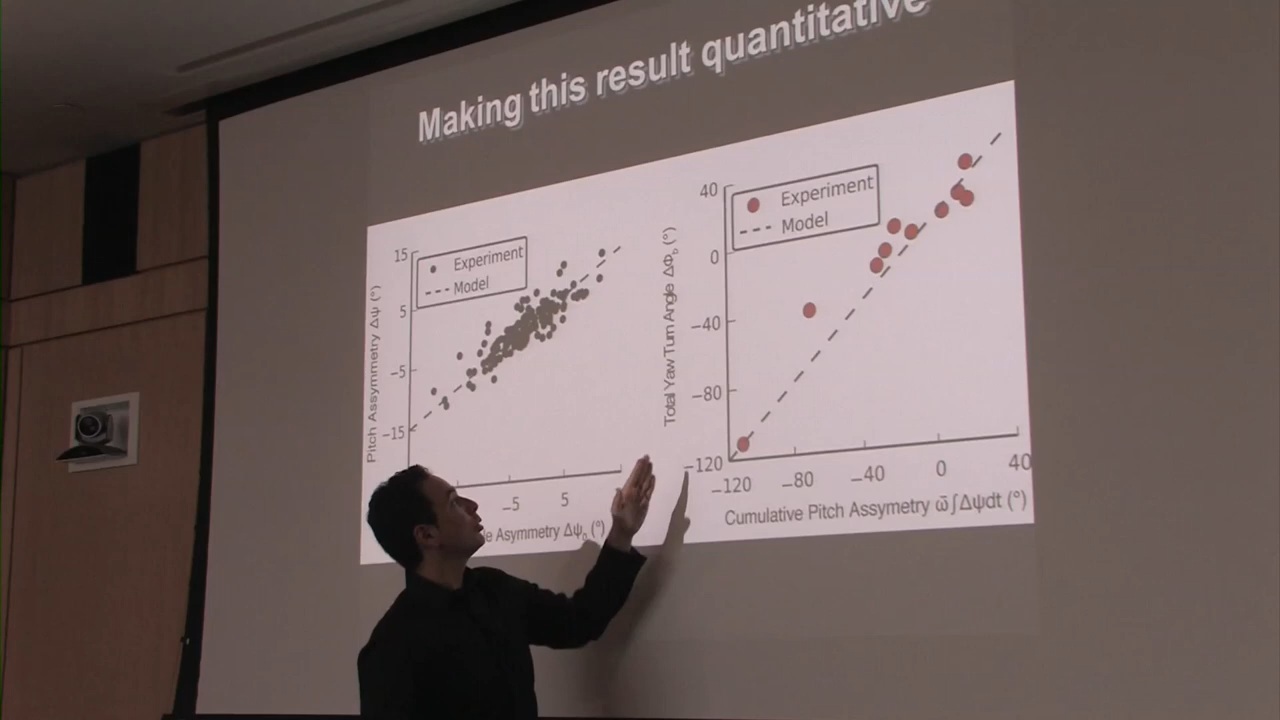 Making this result quantitative
15
5
−5
−15
Pitch Assymetry Δψ (°)
Experiment
Model
−5
5
e Asymmetry Δψ₀ (°)
40
0
−40
−80
−120
Total Yaw Turn Angle
Experiment
Model
−120
−80
−40
0
40
Cumulative Pitch Assymetry ω̄∫Δψdt (°)